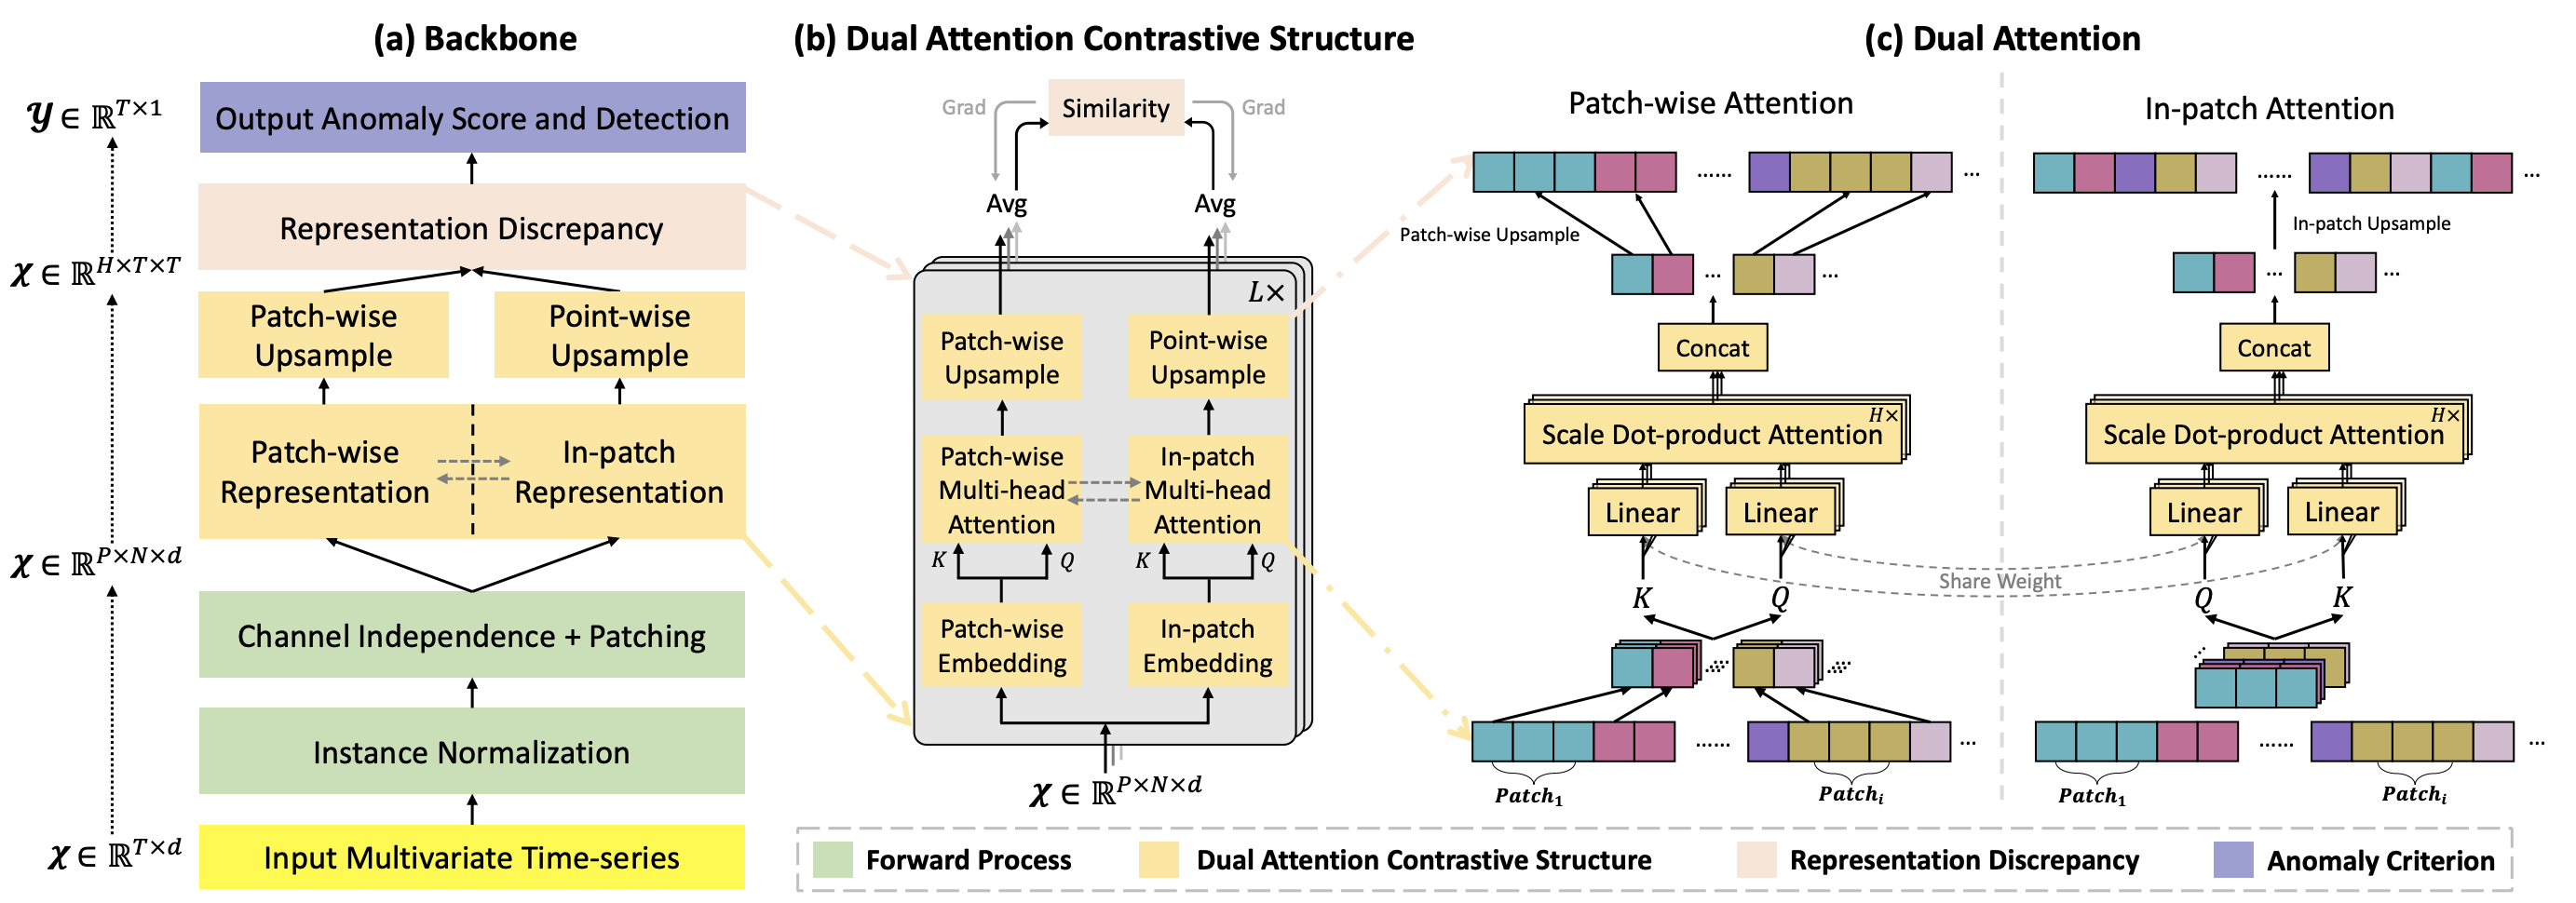 (a) Backbone
𝒴 ∈ ℝ^{T×1}
Output Anomaly Score and Detection
Representation Discrepancy
𝒳 ∈ ℝ^{H×T×T}
Patch-wise
Upsample
Point-wise
Upsample
Patch-wise
Representation
In-patch
Representation
𝒳 ∈ ℝ^{P×N×d}
Channel Independence + Patching
Instance Normalization
𝒳 ∈ ℝ^{T×d}
Input Multivariate Time-series
(b) Dual Attention Contrastive Structure
Grad
Similarity
Grad
Avg
Avg
L×
Patch-wise
Upsample
Point-wise
Upsample
Patch-wise
Multi-head
Attention
In-patch
Multi-head
Attention
K
Q
K
Q
Patch-wise
Embedding
In-patch
Embedding
𝒳 ∈ ℝ^{P×N×d}
(c) Dual Attention
Patch-wise Attention
......
...
Patch-wise Upsample
...
...
Concat
H×
Scale Dot-product Attention
Linear
Linear
K
Q
......
...
Patch₁
Patchᵢ
Share Weight
In-patch Attention
......
...
In-patch Upsample
...
...
Concat
H×
Scale Dot-product Attention
Linear
Linear
Q
K
......
...
Patch₁
Patchᵢ
Forward Process
Dual Attention Contrastive Structure
Representation Discrepancy
Anomaly Criterion